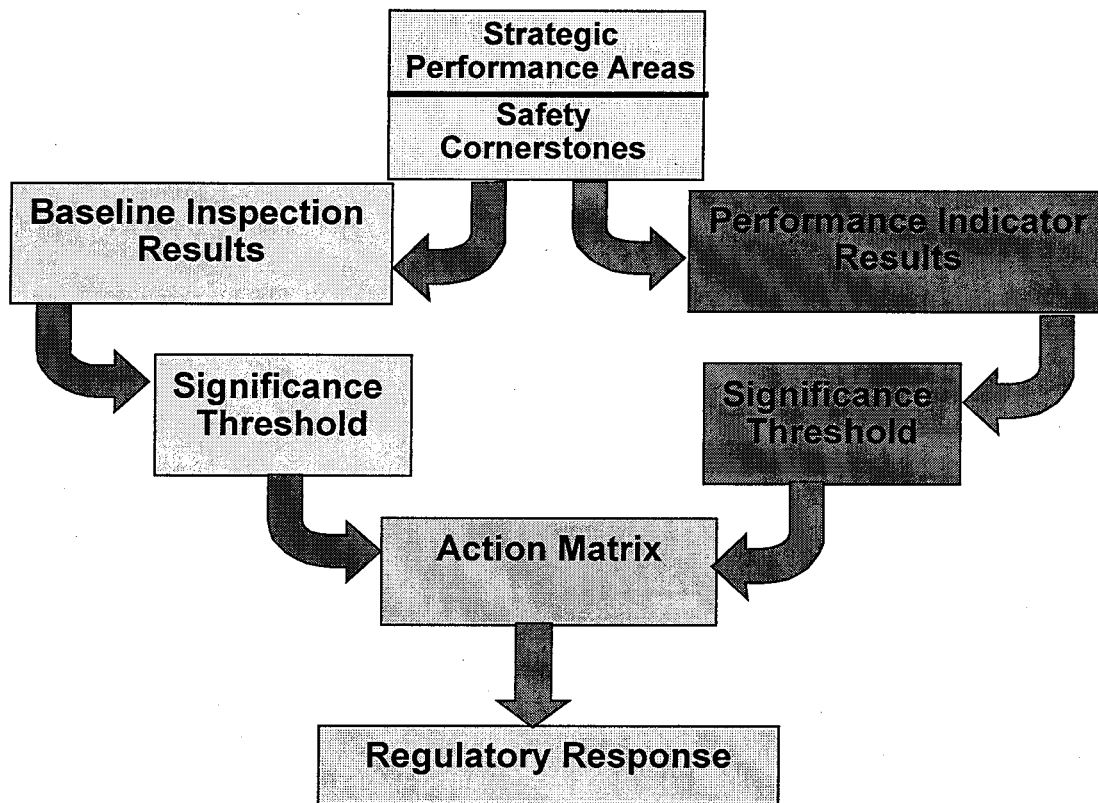 Strategic
Performance Areas
Safety
Cornerstones
Baseline Inspection
Results
Performance Indicator
Results
Significance
Threshold
Significance
Threshold
Action Matrix
Regulatory Response